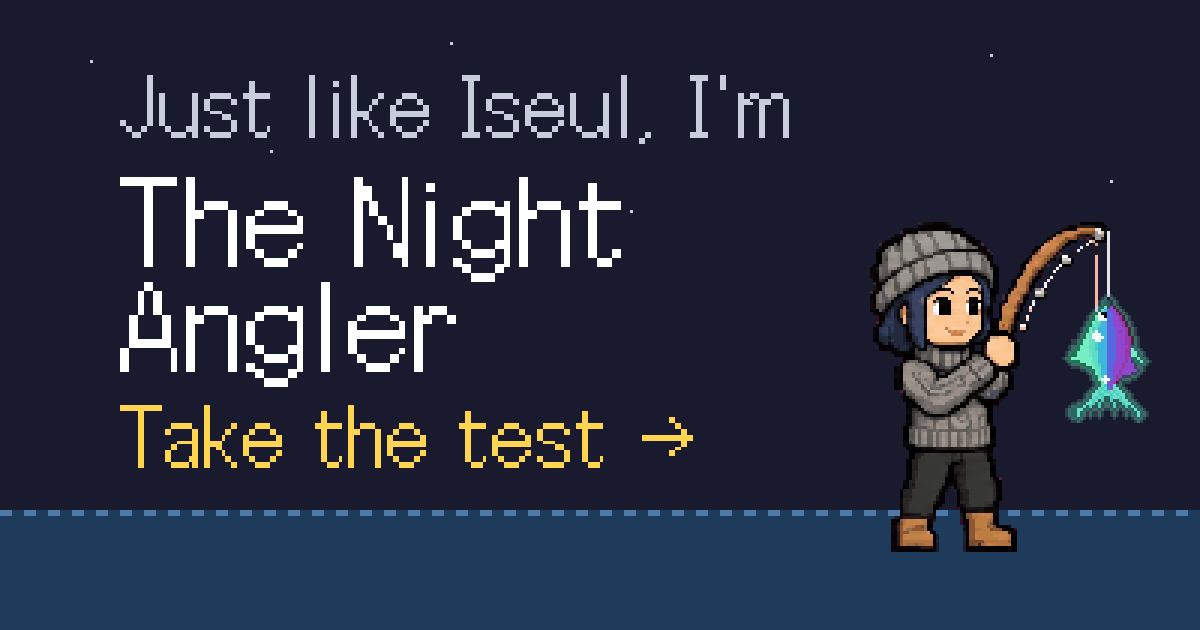 Just like Iseul, I'm
The Night
Angler
Take the test →